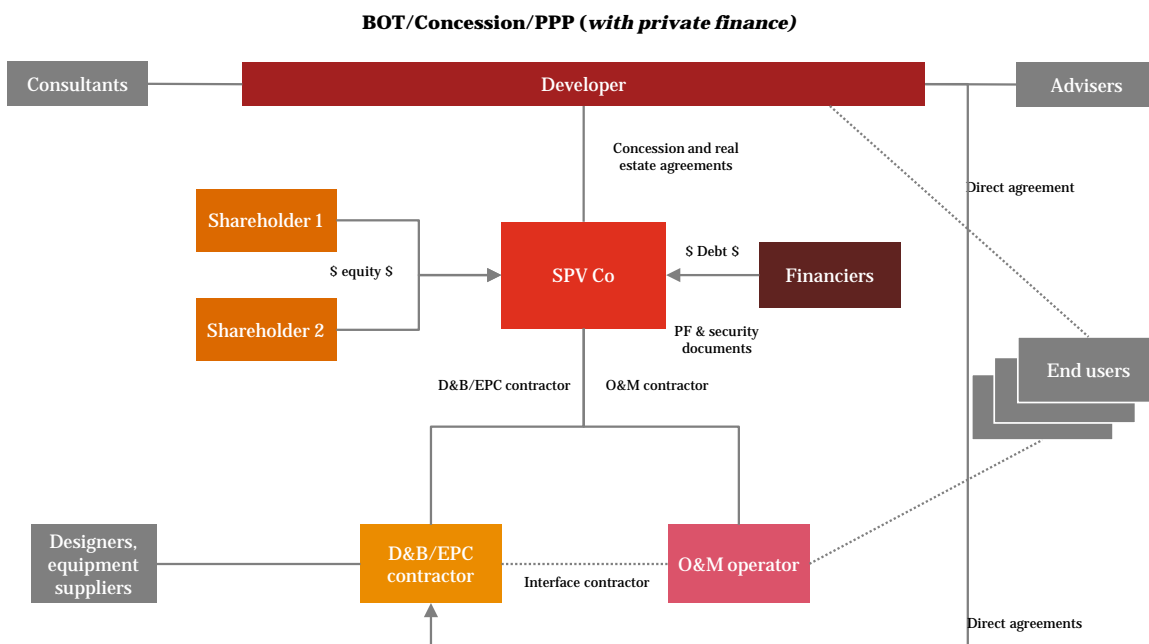 BOT/Concession/PPP (with private finance)
Consultants
Developer
Advisers
Concession and real
estate agreements
Direct agreement
Shareholder 1
$ equity $
Shareholder 2
SPV Co
$ Debt $
Financiers
PF & security
documents
End users
D&B/EPC contractor
O&M contractor
Designers,
equipment
suppliers
D&B/EPC
contractor
Interface contractor
O&M operator
Direct agreements